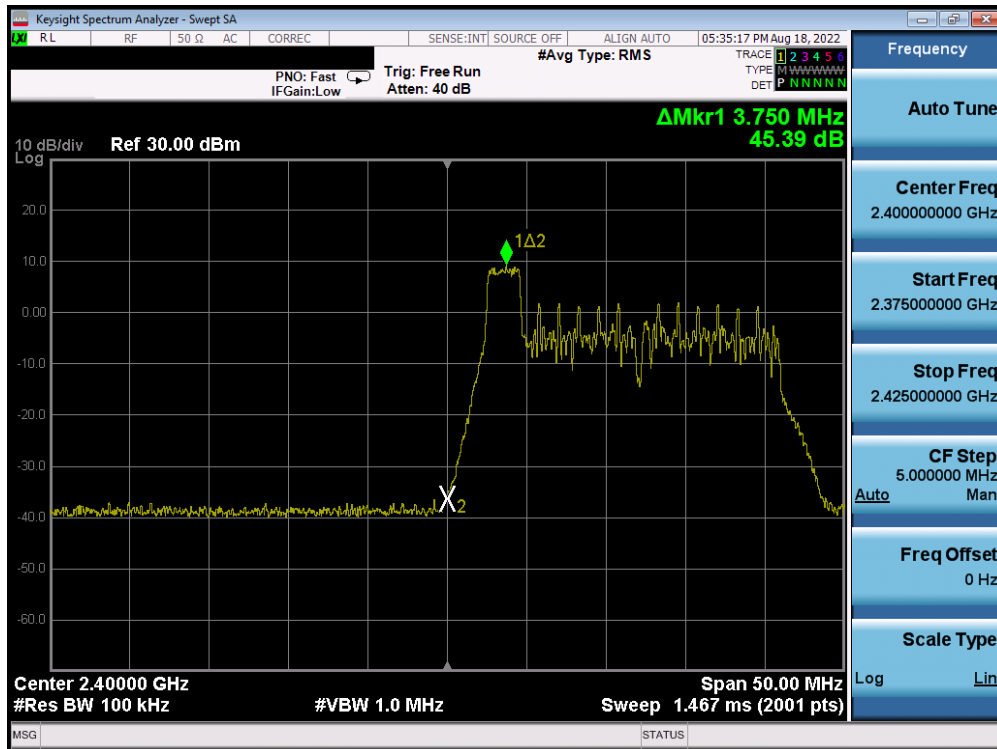 Keysight Spectrum Analyzer - Swept SA
LXI RL RF 50 Ω AC CORREC SENSE:INT SOURCE OFF ALIGN AUTO 05:35:17 PM Aug 18, 2022
#Avg Type: RMS TRACE 1 2 3 4 5 6
PNO: Fast Trig: Free Run TYPE M W W W W W
IFGain:Low Atten: 40 dB DET P N N N N N
ΔMkr1 3.750 MHz
45.39 dB
10 dB/div Ref 30.00 dBm
Log
20.0
10.0
0.00
-10.0
-20.0
-30.0
-40.0
-50.0
-60.0
1Δ2
X2
Center 2.40000 GHz Span 50.00 MHz
#Res BW 100 kHz #VBW 1.0 MHz Sweep 1.467 ms (2001 pts)
MSG STATUS
Frequency
Auto Tune
Center Freq
2.400000000 GHz
Start Freq
2.375000000 GHz
Stop Freq
2.425000000 GHz
CF Step
5.000000 MHz
Auto Man
Freq Offset
0 Hz
Scale Type
Log Lin